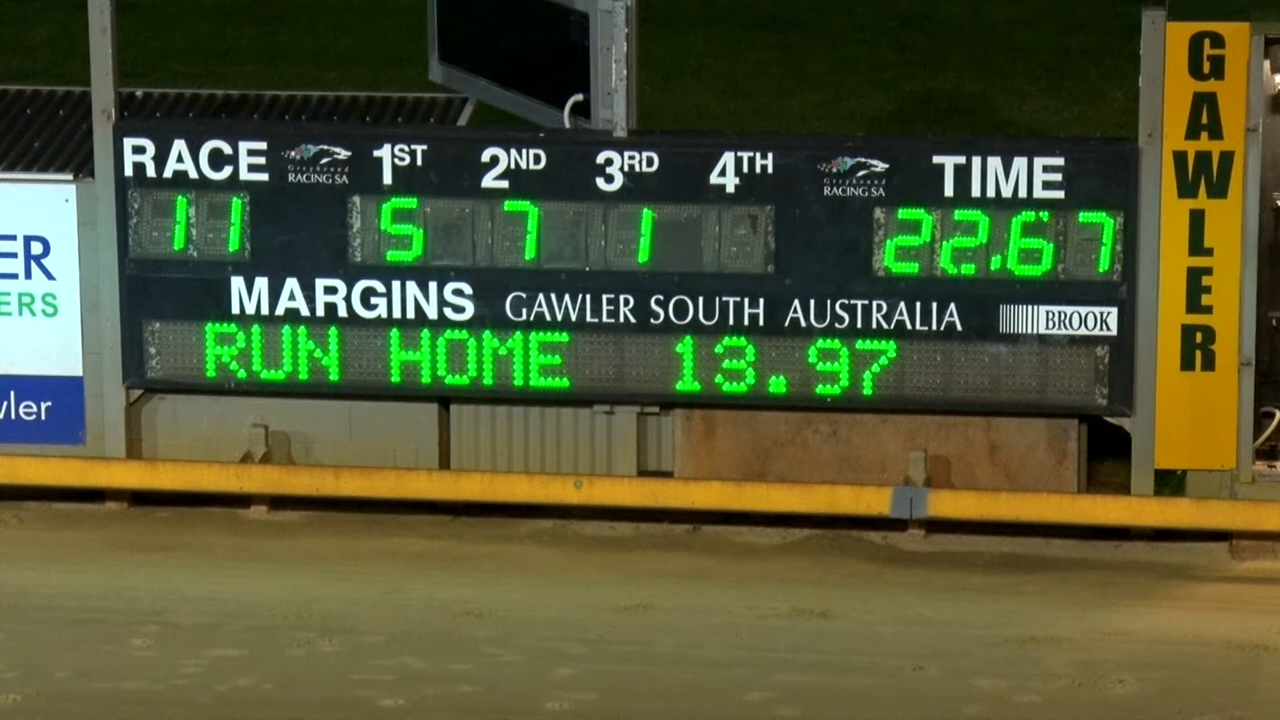 RACE 1ST 2ND 3RD 4TH TIME
Greyhound RACING SA
Greyhound RACING SA
11 5 7 1 22.67
MARGINS GAWLER SOUTH AUSTRALIA BROOK
RUN HOME 13.97
GAWLER
ER
ERS
wler